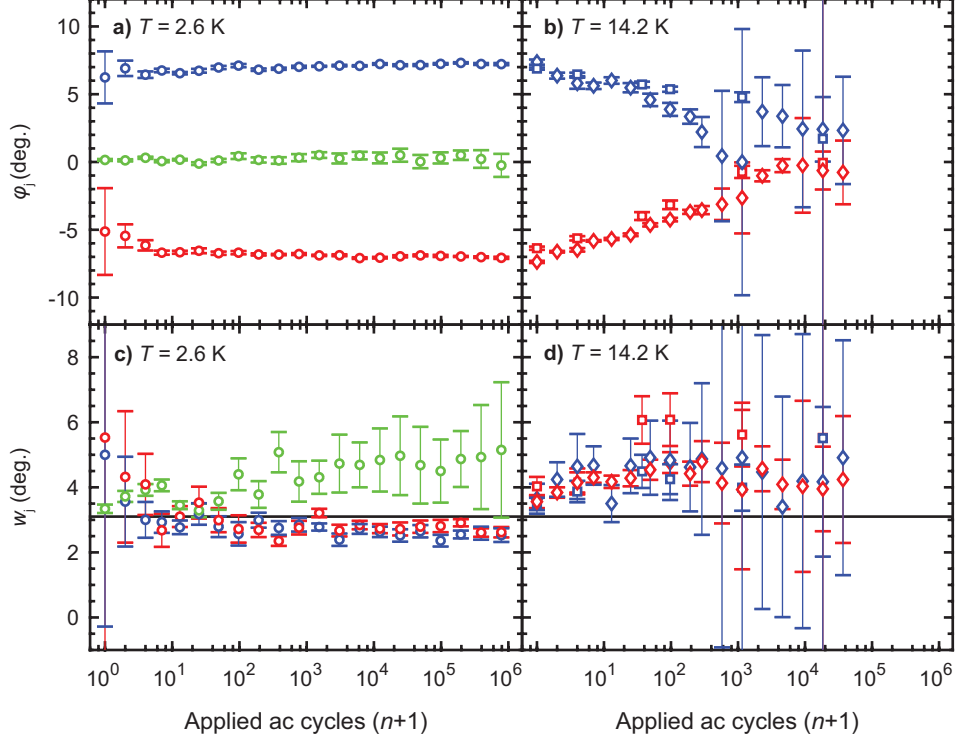 a) T = 2.6 K
b) T = 14.2 K
10
5
0
-5
-10
φj (deg.)
c) T = 2.6 K
d) T = 14.2 K
8
6
4
2
0
wj (deg.)
10^0 10^1 10^2 10^3 10^4 10^5 10^6 10^0 10^1 10^2 10^3 10^4 10^5 10^6
Applied ac cycles (n+1) Applied ac cycles (n+1)